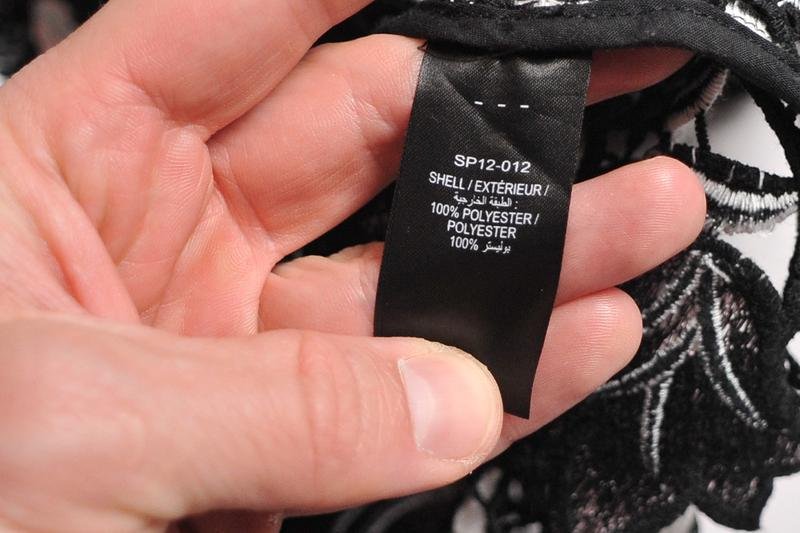 - - -
SP12-012
SHELL / EXTÉRIEUR /
الطبقة الخارجية :
100% POLYESTER /
POLYESTER
100% بوليستر